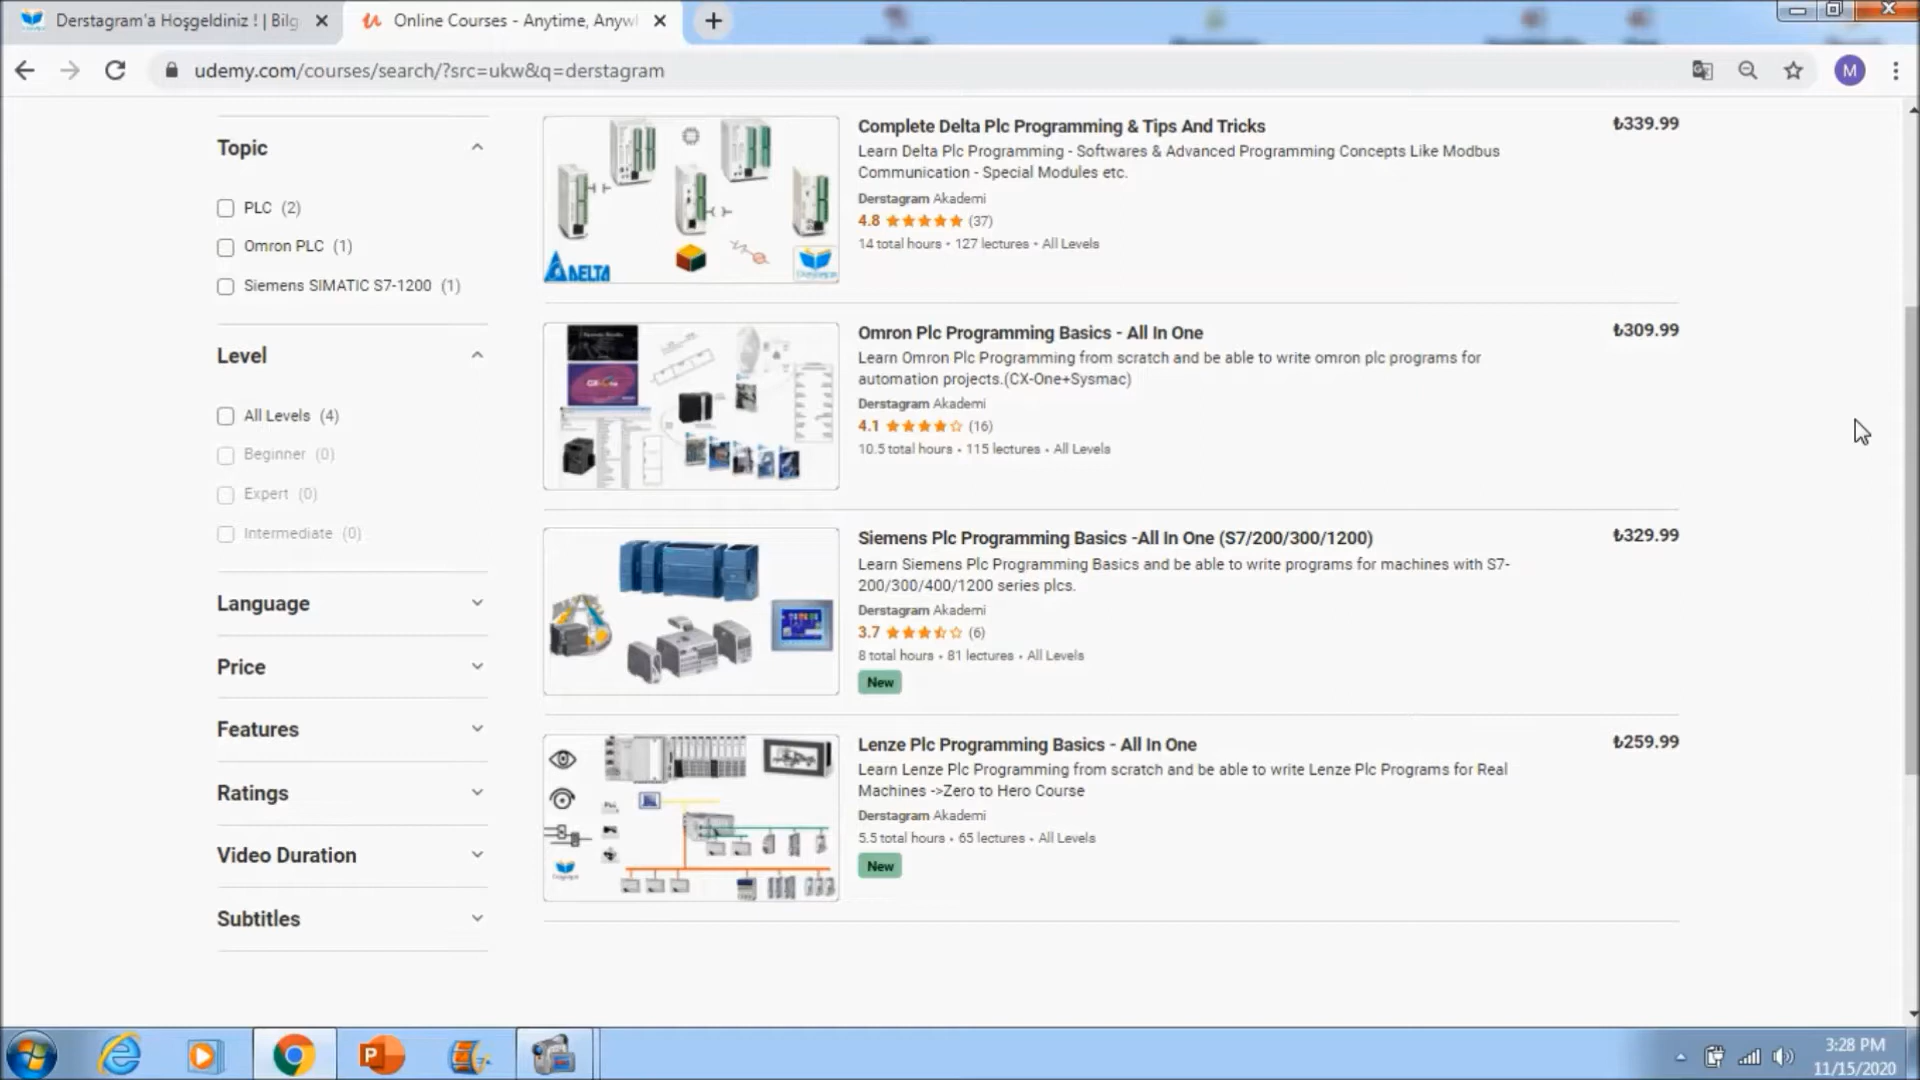 Derstagram'a Hoşgeldiniz ! | Bilg
Online Courses - Anytime, Anyw
udemy.com/courses/search/?src=ukw&q=derstagram
M
Topic
PLC (2)
Omron PLC (1)
Siemens SIMATIC S7-1200 (1)
Level
All Levels (4)
Beginner (0)
Expert (0)
Intermediate (0)
Language
Price
Features
Ratings
Video Duration
Subtitles
DELTA
Complete Delta Plc Programming & Tips And Tricks
₺339.99
Learn Delta Plc Programming - Softwares & Advanced Programming Concepts Like Modbus
Communication - Special Modules etc.
Derstagram Akademi
4.8 (37)
14 total hours • 127 lectures • All Levels
Omron Plc Programming Basics - All In One
₺309.99
Learn Omron Plc Programming from scratch and be able to write omron plc programs for
automation projects.(CX-One+Sysmac)
Derstagram Akademi
4.1 (16)
10.5 total hours • 115 lectures • All Levels
Siemens Plc Programming Basics -All In One (S7/200/300/1200)
₺329.99
Learn Siemens Plc Programming Basics and be able to write programs for machines with S7-
200/300/400/1200 series plcs.
Derstagram Akademi
3.7 (6)
8 total hours • 81 lectures • All Levels
New
Lenze Plc Programming Basics - All In One
₺259.99
Learn Lenze Plc Programming from scratch and be able to write Lenze Plc Programs for Real
Machines ->Zero to Hero Course
Derstagram Akademi
5.5 total hours • 65 lectures • All Levels
New
3:28 PM
11/15/2020